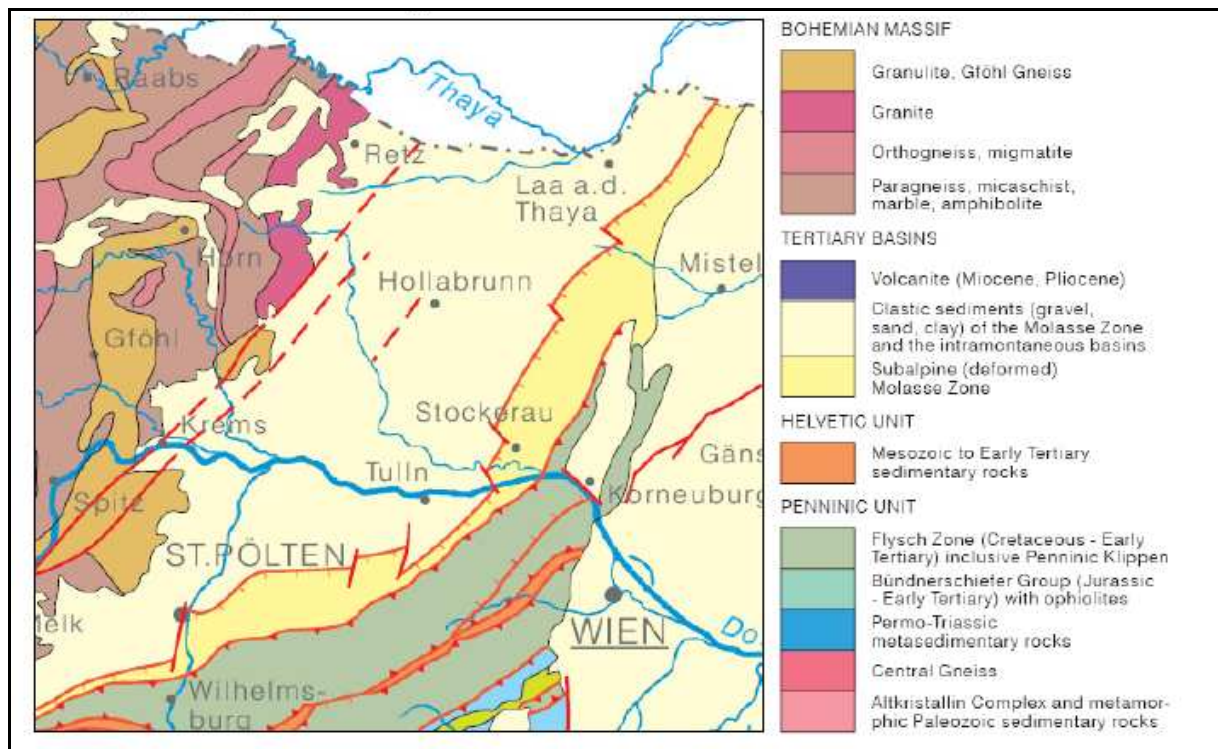 Raabs
Thaya
Retz
Laa a.d.
Thaya
Horn
Hollabrunn
Mistel
Gföhl
Krems
Stockerau
Gäns
Tulln
Korneuburg
Spitz
ST.PÖLTEN
Melk
WIEN
Do
Wilhelms-
burg
BOHEMIAN MASSIF
Granulite, Gföhl Gneiss
Granite
Orthogneiss, migmatite
Paragneiss, micaschist,
marble, amphibolite
TERTIARY BASINS
Volcanite (Miocene, Pliocene)
Clastic sediments (gravel,
sand, clay) of the Molasse Zone
and the intramontaneous basins
Subalpine (deformed)
Molasse Zone
HELVETIC UNIT
Mesozoic to Early Tertiary
sedimentary rocks
PENNINIC UNIT
Flysch Zone (Cretaceous - Early
Tertiary) inclusive Penninic Klippen
Bündnerschiefer Group (Jurassic
- Early Tertiary) with ophiolites
Permo-Triassic
metasedimentary rocks
Central Gneiss
Altkristallin Complex and metamor-
phic Paleozoic sedimentary rocks